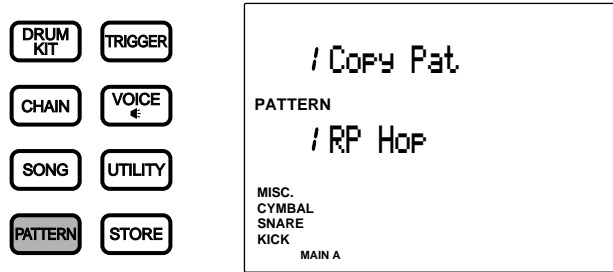 DRUM
KIT
TRIGGER
CHAIN
VOICE
SONG
UTILITY
PATTERN
STORE
1 Copy Pat
PATTERN
1 RP Hop
MISC.
CYMBAL
SNARE
KICK
MAIN A